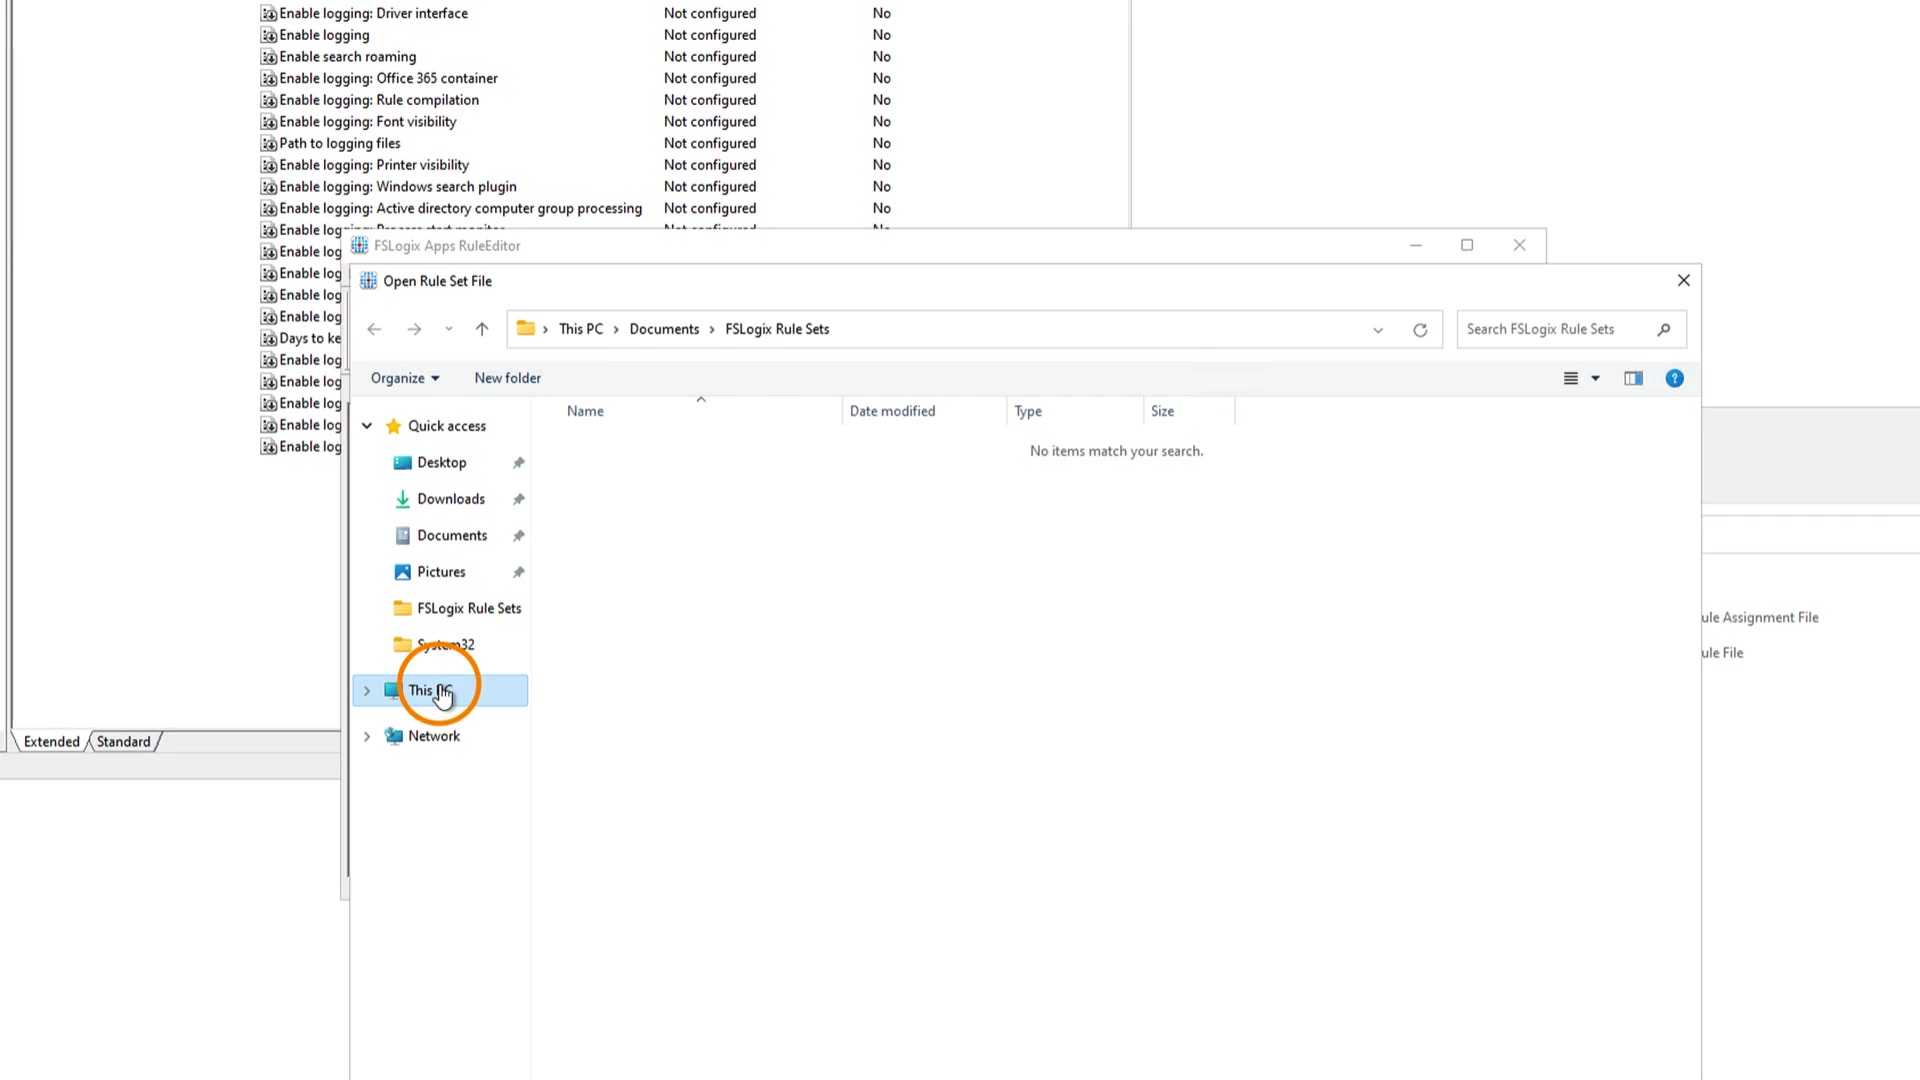 Enable logging: Driver interface Not configured No
Enable logging Not configured No
Enable search roaming Not configured No
Enable logging: Office 365 container Not configured No
Enable logging: Rule compilation Not configured No
Enable logging: Font visibility Not configured No
Path to logging files Not configured No
Enable logging: Printer visibility Not configured No
Enable logging: Windows search plugin Not configured No
Enable logging: Active directory computer group processing Not configured No
Enable log
FSLogix Apps RuleEditor
Enable log
Enable log
Open Rule Set File
Enable log
Enable log
This PC Documents FSLogix Rule Sets
Search FSLogix Rule Sets
Days to ke
Enable log
Organize New folder
Enable log
Enable log
Name Date modified Type Size
Enable log
Quick access
Enable log
No items match your search.
Desktop
Downloads
Documents
Pictures
FSLogix Rule Sets
ule Assignment File
System32
ule File
This PC
Network
Extended Standard